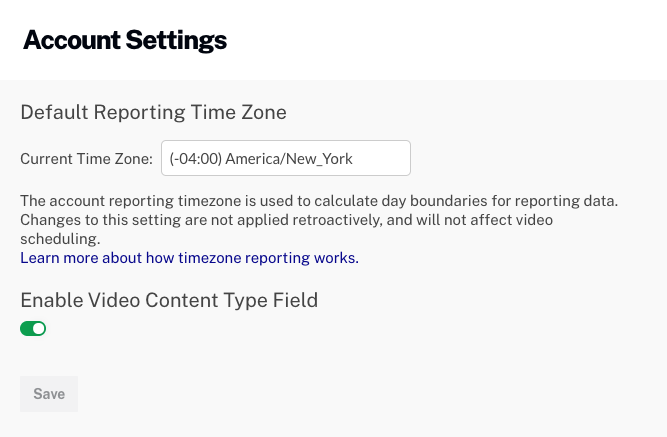 Account Settings
Default Reporting Time Zone
Current Time Zone: (-04:00) America/New_York
The account reporting timezone is used to calculate day boundaries for reporting data.
Changes to this setting are not applied retroactively, and will not affect video
scheduling.
Learn more about how timezone reporting works.
Enable Video Content Type Field
Save